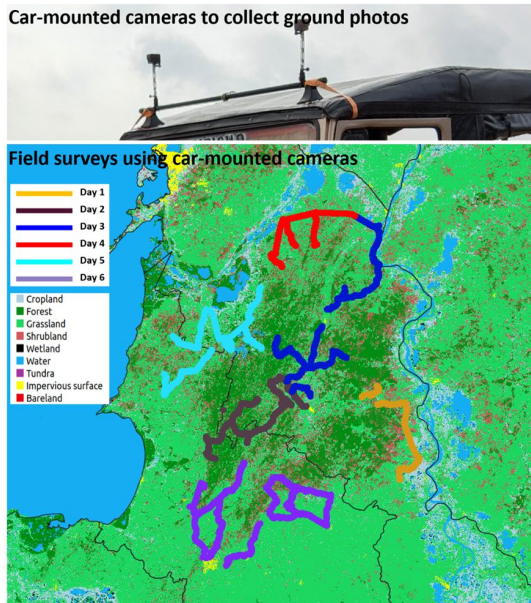 Car-mounted cameras to collect ground photos
Field surveys using car-mounted cameras
Day 1
Day 2
Day 3
Day 4
Day 5
Day 6
Cropland
Forest
Grassland
Shrubland
Wetland
Water
Tundra
Impervious surface
Bareland